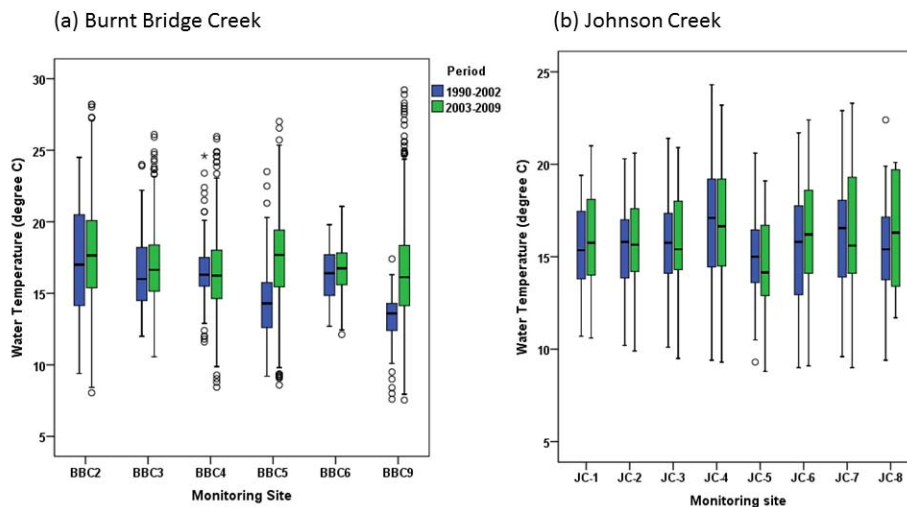 (a) Burnt Bridge Creek
(b) Johnson Creek
Period
1990-2002
2003-2009
Water Temperature (degree C)
30
25
20
15
10
5
BBC2 BBC3 BBC4 BBC5 BBC6 BBC9
Monitoring Site
Water Temperature (degree C)
25
20
15
10
5
JC-1 JC-2 JC-3 JC-4 JC-5 JC-6 JC-7 JC-8
Monitoring site